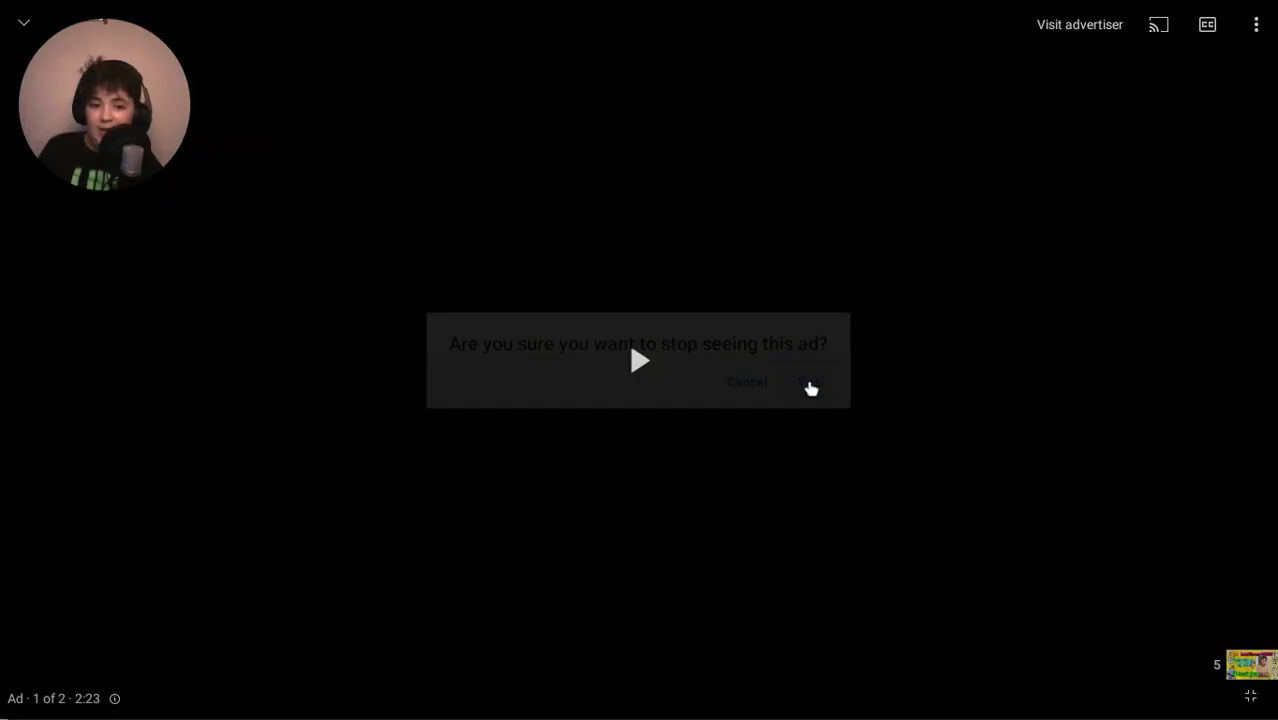 Visit advertiser
CC
Are you sure you want to stop seeing this ad?
Cancel
5
Ad · 1 of 2 · 2:23